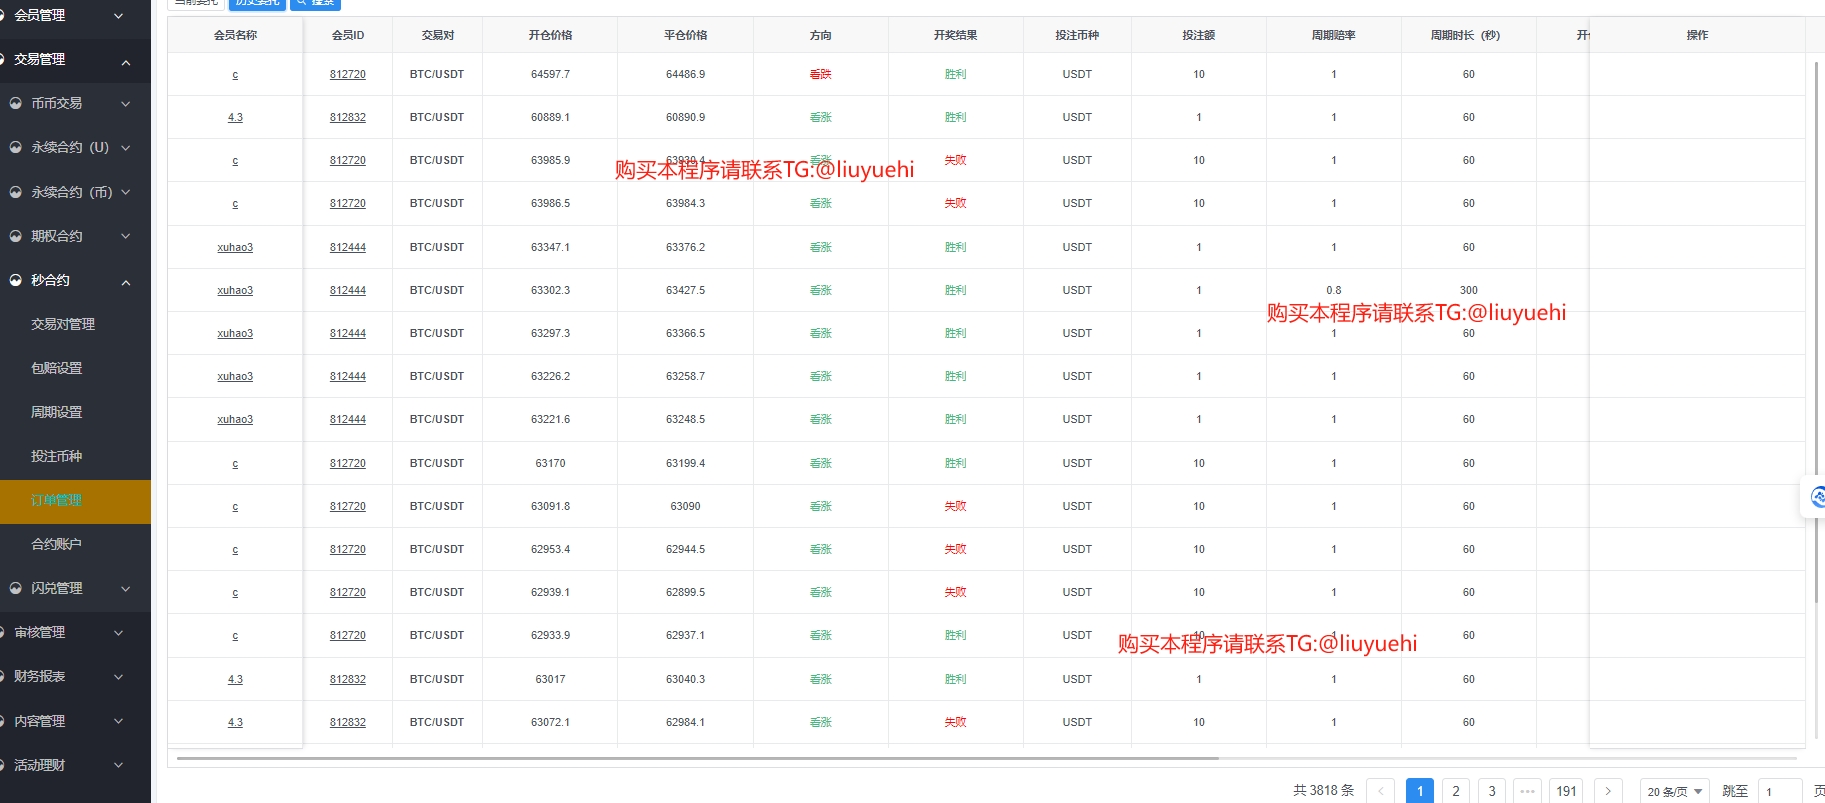 会员管理
交易管理
币币交易
永续合约（U）
永续合约（币）
期权合约
秒合约
交易对管理
包赔设置
周期设置
投注币种
订单管理
合约账户
闪兑管理
审核管理
财务报表
内容管理
活动理财
当前委托 历史委托 搜索
会员名称 会员ID 交易对 开仓价格 平仓价格 方向 开奖结果 投注币种 投注额 周期赔率 周期时长（秒） 操作
c 812720 BTC/USDT 64597.7 64486.9 看跌 胜利 USDT 10 1 60
4.3 812832 BTC/USDT 60889.1 60890.9 看涨 胜利 USDT 1 1 60
c 812720 BTC/USDT 63985.9 63930.4 看涨 失败 USDT 10 1 60
购买本程序请联系TG:@liuyuehi
c 812720 BTC/USDT 63986.5 63984.3 看涨 失败 USDT 10 1 60
xuhao3 812444 BTC/USDT 63347.1 63376.2 看涨 胜利 USDT 1 1 60
xuhao3 812444 BTC/USDT 63302.3 63427.5 看涨 胜利 USDT 1 0.8 300
购买本程序请联系TG:@liuyuehi
xuhao3 812444 BTC/USDT 63297.3 63366.5 看涨 胜利 USDT 1 1 60
xuhao3 812444 BTC/USDT 63226.2 63258.7 看涨 胜利 USDT 1 1 60
xuhao3 812444 BTC/USDT 63221.6 63248.5 看涨 胜利 USDT 1 1 60
c 812720 BTC/USDT 63170 63199.4 看涨 胜利 USDT 10 1 60
c 812720 BTC/USDT 63091.8 63090 看涨 失败 USDT 10 1 60
c 812720 BTC/USDT 62953.4 62944.5 看涨 失败 USDT 10 1 60
c 812720 BTC/USDT 62939.1 62899.5 看涨 失败 USDT 10 1 60
c 812720 BTC/USDT 62933.9 62937.1 看涨 胜利 USDT 10 1 60
购买本程序请联系TG:@liuyuehi
4.3 812832 BTC/USDT 63017 63040.3 看涨 胜利 USDT 1 1 60
4.3 812832 BTC/USDT 63072.1 62984.1 看涨 失败 USDT 10 1 60
共 3818 条 1 2 3 ••• 191 20 条/页 跳至 1 页